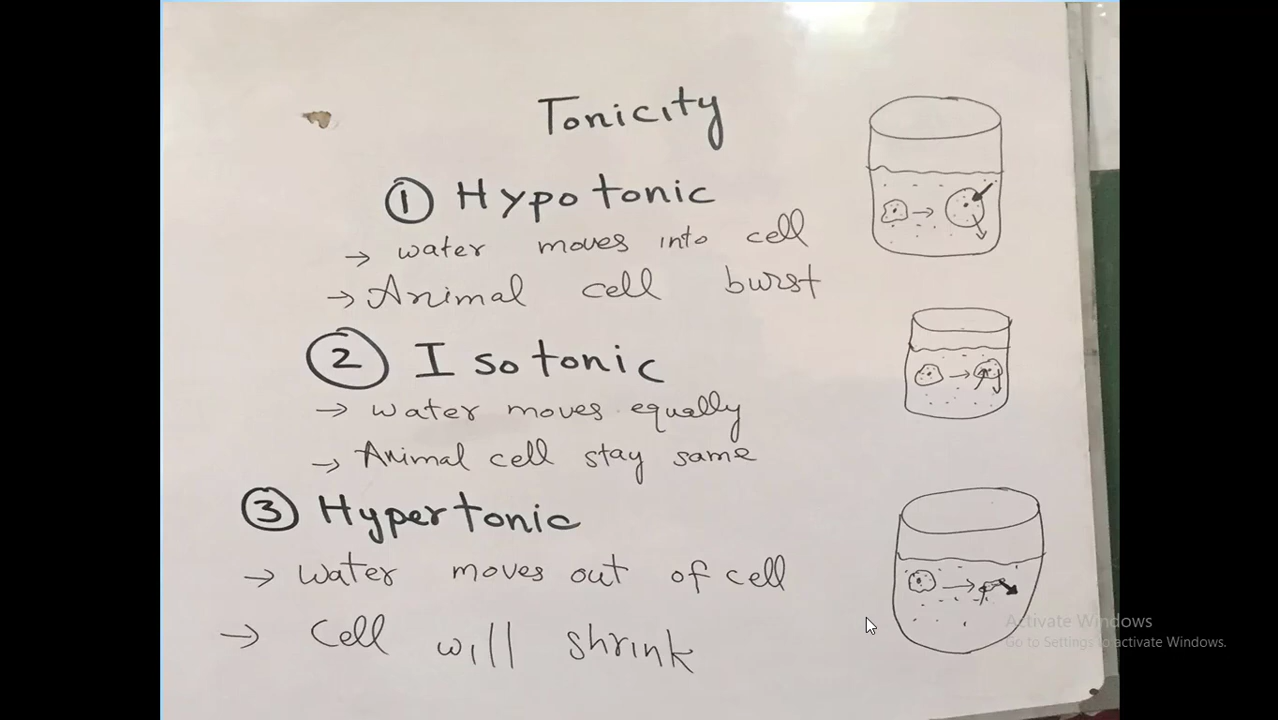 Tonicity
① Hypotonic
→ water moves into cell
→ Animal cell burst
② Isotonic
→ water moves equally
→ Animal cell stay same
③ Hypertonic
→ water moves out of cell
→ Cell will shrink
Activate Windows
Go to Settings to activate Windows.